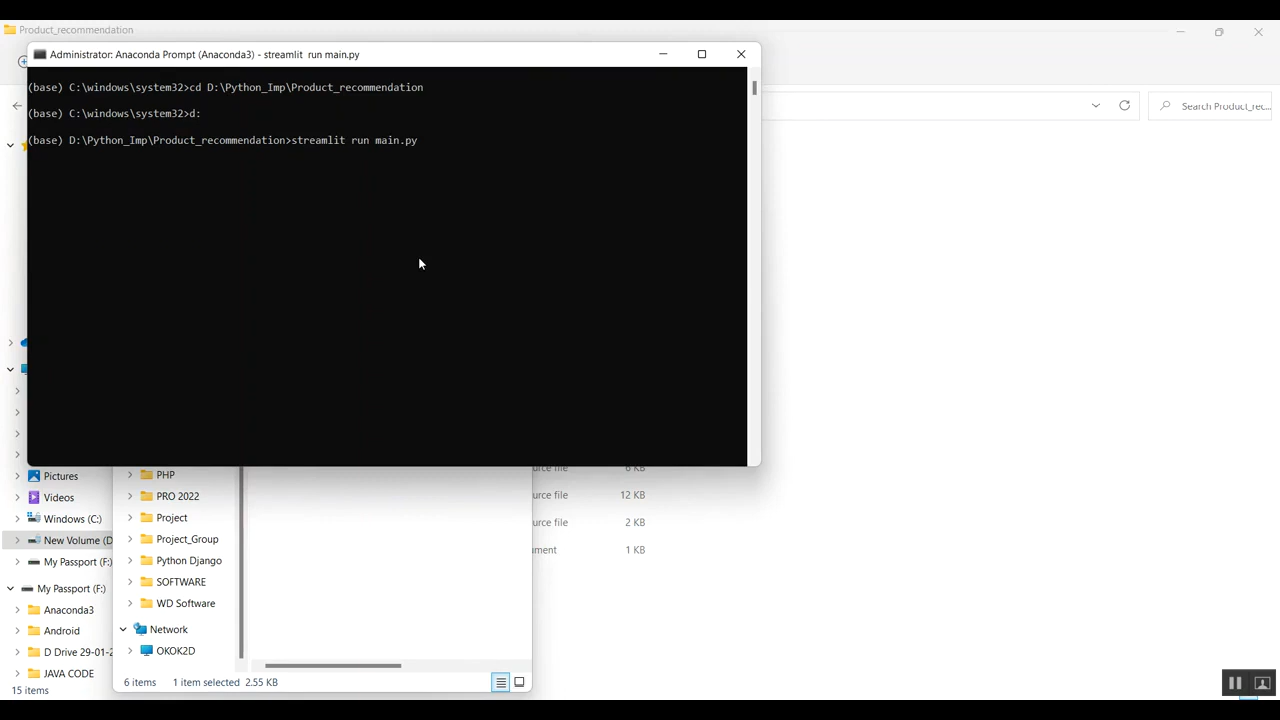 Product_recommendation
Administrator: Anaconda Prompt (Anaconda3) - streamlit run main.py
(base) C:\windows\system32>cd D:\Python_Imp\Product_recommendation
(base) C:\windows\system32>d:
(base) D:\Python_Imp\Product_recommendation>streamlit run main.py
Search Product_rec...
Pictures
Videos
Windows (C:)
New Volume (D
My Passport (F:)
My Passport (F:)
Anaconda3
Android
D Drive 29-01-2
JAVA CODE
15 items
PHP
PRO 2022
Project
Project_Group
Python Django
SOFTWARE
WD Software
Network
OKOK2D
6 items 1 item selected 2.55 KB
urce file 6 KB
urce file 12 KB
urce file 2 KB
ument 1 KB